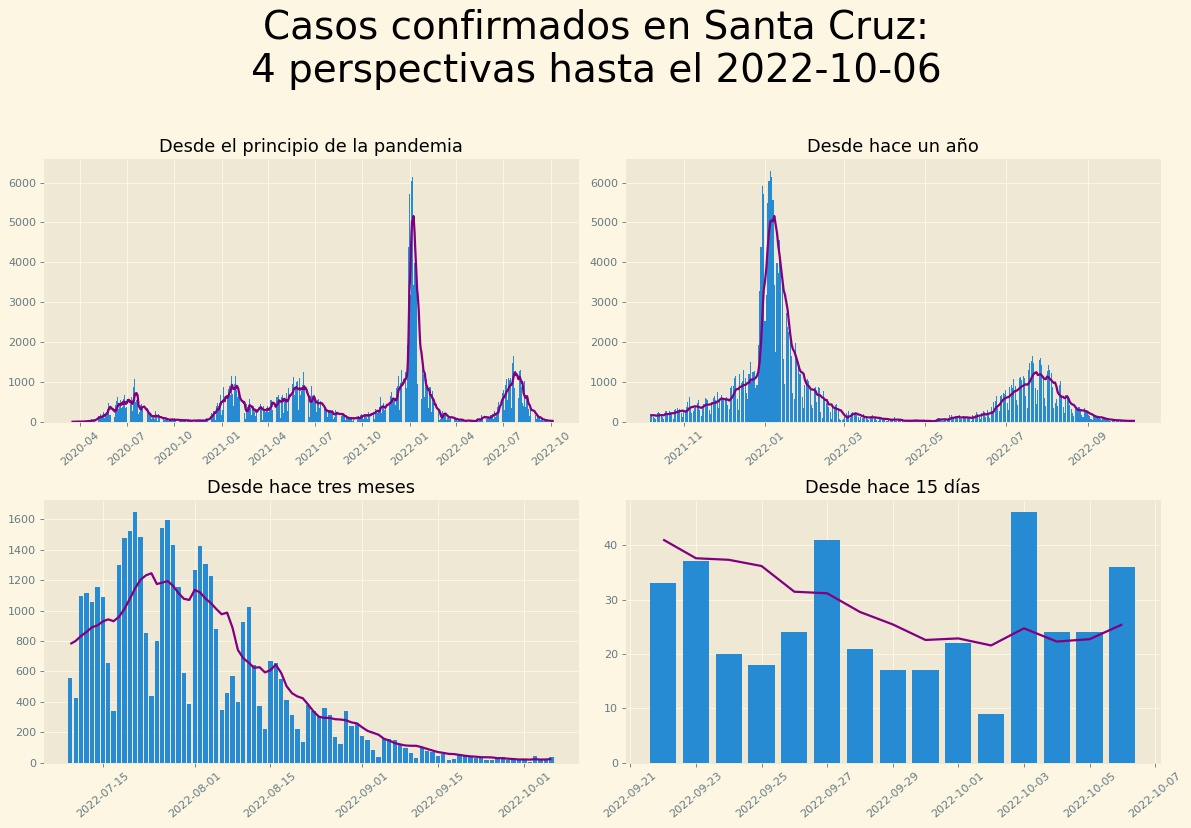 Casos confirmados en Santa Cruz:
4 perspectivas hasta el 2022-10-06
Desde el principio de la pandemia
6000
5000
4000
3000
2000
1000
0
2020-04 2020-07 2020-10 2021-01 2021-04 2021-07 2021-10 2022-01 2022-04 2022-07 2022-10
Desde hace un año
6000
5000
4000
3000
2000
1000
0
2021-11 2022-01 2022-03 2022-05 2022-07 2022-09
Desde hace tres meses
1600
1400
1200
1000
800
600
400
200
0
2022-07-15 2022-08-01 2022-08-15 2022-09-01 2022-09-15 2022-10-01
Desde hace 15 días
40
30
20
10
0
2022-09-21 2022-09-23 2022-09-25 2022-09-27 2022-09-29 2022-10-01 2022-10-03 2022-10-05 2022-10-07